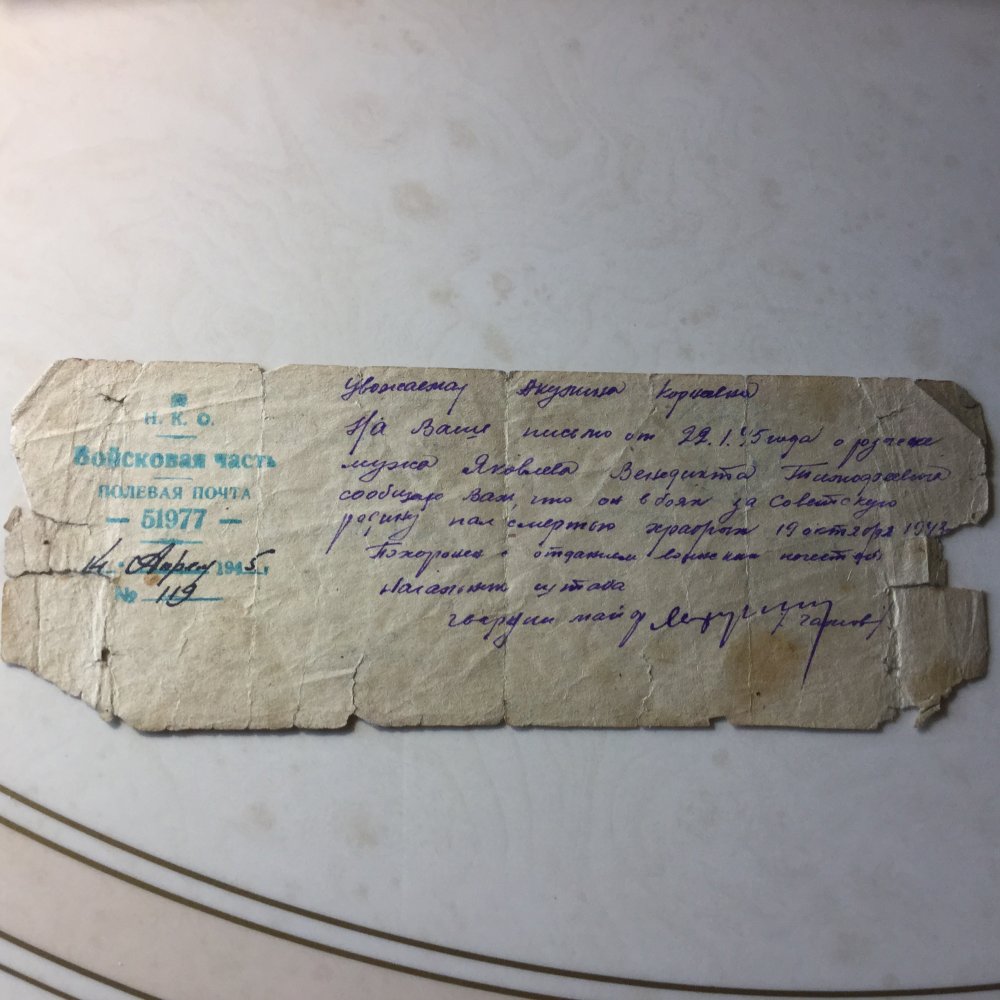 Н. К. О.
Войсковая часть
ПОЛЕВАЯ ПОЧТА
— 51977 —
Апрель 1945 г.
№ 119
Уважаемая Акулина Карповна
На Ваше письмо от 22.1.45 года о розыске
мужа Яковлева Венедикта Тимофеевича
сообщаю Вам что он в боях за советскую
родину пал смертью храбрых 19 октября 1943
Похоронен с отданием воинских почестей
Начальник штаба
гвардии майор